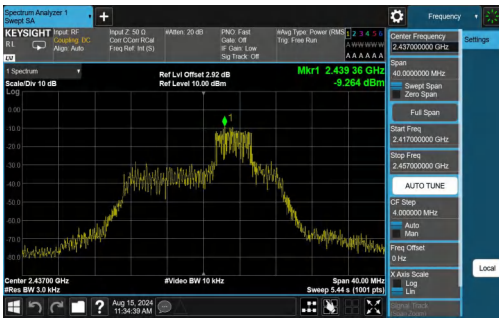 Spectrum Analyzer 1
Swept SA
Frequency
Settings
KEYSIGHT
RL
Input: RF
Coupling: DC
Align: Auto
Input Z: 50 Ω
Corr CCorr RCal
Freq Ref: Int (S)
#Atten: 20 dB
PNO: Fast
Gate: Off
IF Gain: Low
Sig Track: Off
#Avg Type: Power (RMS
Trig: Free Run
1 2 3 4 5 6
A W W W W W
A A A A A A
LV
1 Spectrum
Scale/Div 10 dB
Log
Ref Lvl Offset 2.92 dB
Ref Level 10.00 dBm
Mkr1 2.439 36 GHz
-9.264 dBm
1
0.00
-10.0
-20.0
-30.0
-40.0
-50.0
-60.0
-70.0
-80.0
Center 2.43700 GHz
#Res BW 3.0 kHz
#Video BW 10 kHz
Span 40.00 MHz
Sweep 5.44 s (1001 pts)
Aug 15, 2024
11:34:39 AM
Center Frequency
2.437000000 GHz
Span
40.0000000 MHz
Swept Span
Zero Span
Full Span
Start Freq
2.417000000 GHz
Stop Freq
2.457000000 GHz
AUTO TUNE
CF Step
4.000000 MHz
Auto
Man
Freq Offset
0 Hz
X Axis Scale
Log
Lin
Signal Track
Local